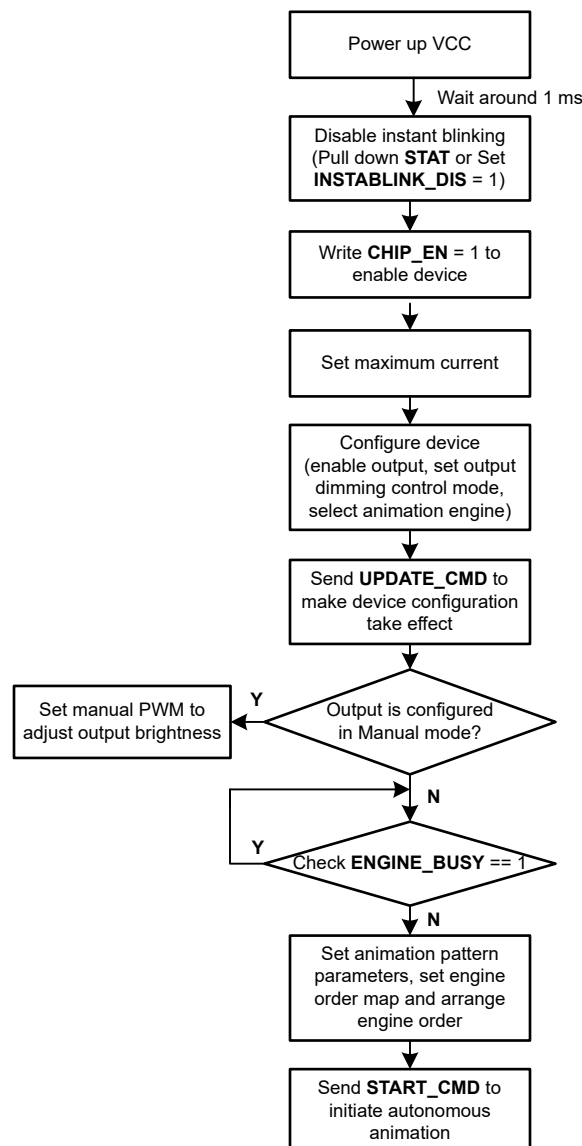 Power up VCC
Wait around 1 ms
Disable instant blinking
(Pull down STAT or Set
INSTABLINK_DIS = 1)
Write CHIP_EN = 1 to
enable device
Set maximum current
Configure device
(enable output, set output
dimming control mode,
select animation engine)
Send UPDATE_CMD to
make device configuration
take effect
Output is configured
in Manual mode?
Y
Set manual PWM to
adjust output brightness
N
Check ENGINE_BUSY == 1
Y
N
Set animation pattern
parameters, set engine
order map and arrange
engine order
Send START_CMD to
initiate autonomous
animation